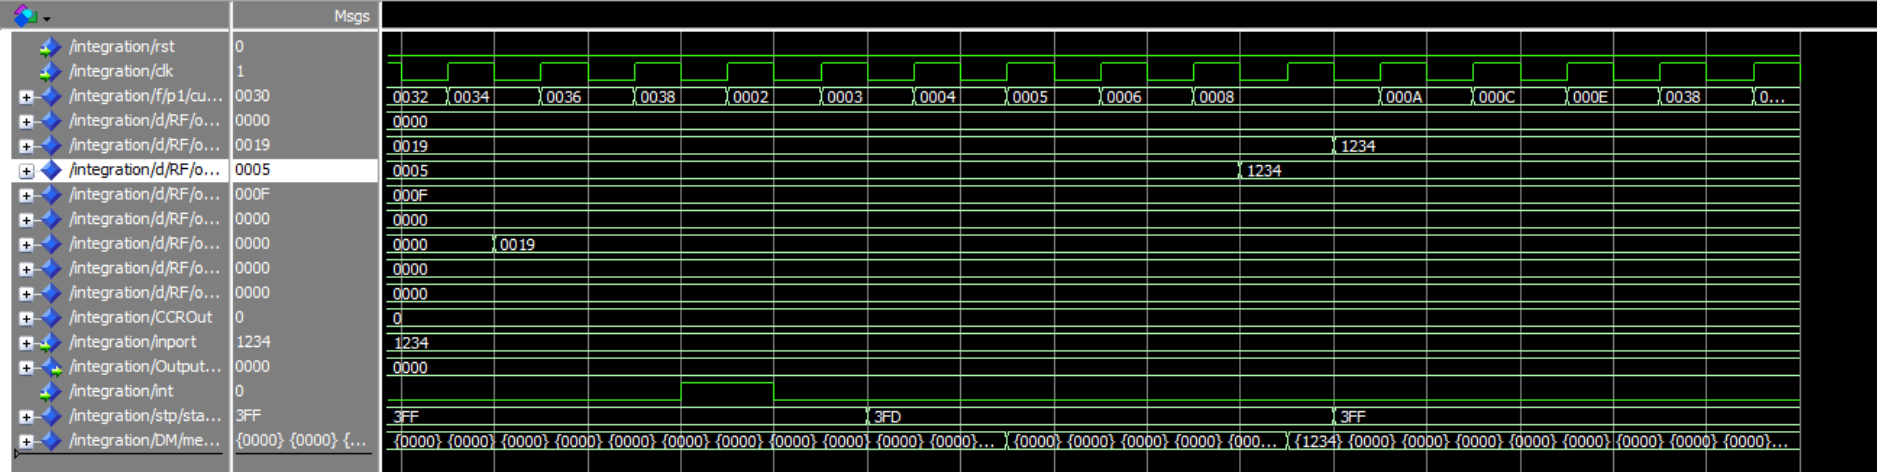 Msgs
/integration/rst 0
/integration/clk 1
/integration/f/p1/cu... 0030 0032 0034 0036 0038 0002 0003 0004 0005 0006 0008 000A 000C 000E 0038 0...
/integration/d/RF/o... 0000 0000
/integration/d/RF/o... 0019 0019 1234
/integration/d/RF/o... 0005 0005 1234
/integration/d/RF/o... 000F 000F
/integration/d/RF/o... 0000 0000
/integration/d/RF/o... 0000 0000 0019
/integration/d/RF/o... 0000 0000
/integration/d/RF/o... 0000 0000
/integration/CCROut 0 0
/integration/inport 1234 1234
/integration/Output... 0000 0000
/integration/int 0
/integration/stp/sta... 3FF 3FF 3FD 3FF
/integration/DM/me... {0000} {0000} {... {0000} {0000} {0000} {0000} {0000} {0000} {0000} {0000} {0000} {0000} {0000}... {0000} {0000} {0000} {0000} {000... {1234} {0000} {0000} {0000} {0000} {0000} {0000} {0000} {0000}...